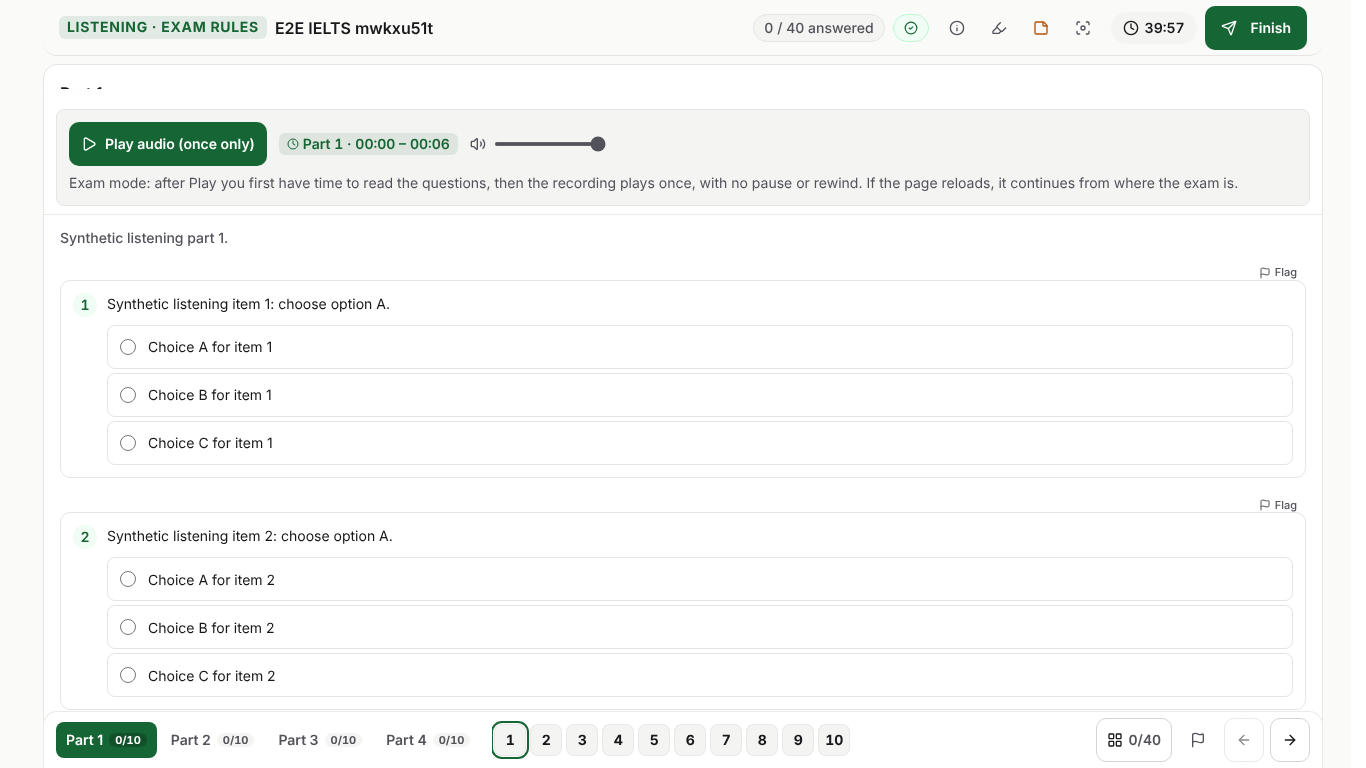 LISTENING · EXAM RULES E2E IELTS mwkxu51t 0 / 40 answered 39:57 Finish
Play audio (once only) Part 1 · 00:00 – 00:06
Exam mode: after Play you first have time to read the questions, then the recording plays once, with no pause or rewind. If the page reloads, it continues from where the exam is.
Synthetic listening part 1.
Flag
1 Synthetic listening item 1: choose option A.
Choice A for item 1
Choice B for item 1
Choice C for item 1
Flag
2 Synthetic listening item 2: choose option A.
Choice A for item 2
Choice B for item 2
Choice C for item 2
Part 1 0/10 Part 2 0/10 Part 3 0/10 Part 4 0/10 1 2 3 4 5 6 7 8 9 10 0/40